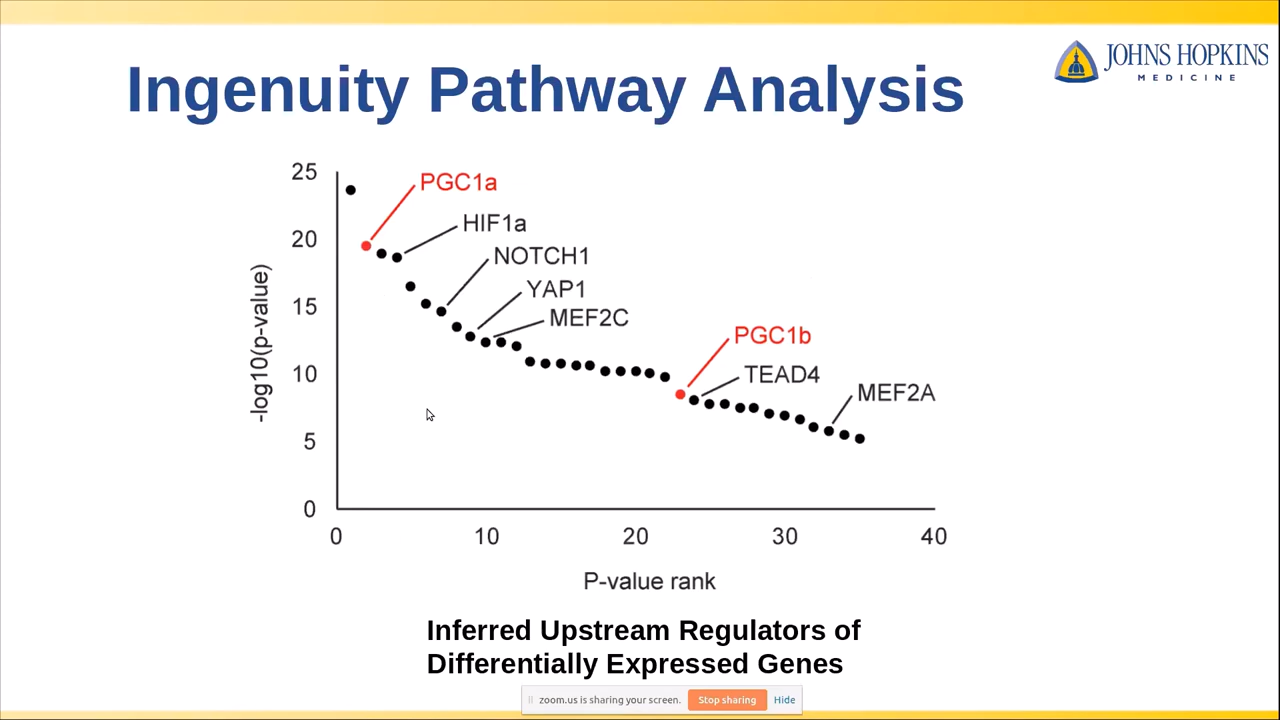 JOHNS HOPKINS
MEDICINE
Ingenuity Pathway Analysis
25
20
15
10
5
0
-log10(p-value)
PGC1a
HIF1a
NOTCH1
YAP1
MEF2C
PGC1b
TEAD4
MEF2A
0 10 20 30 40
P-value rank
Inferred Upstream Regulators of
Differentially Expressed Genes
zoom.us is sharing your screen. Stop sharing Hide